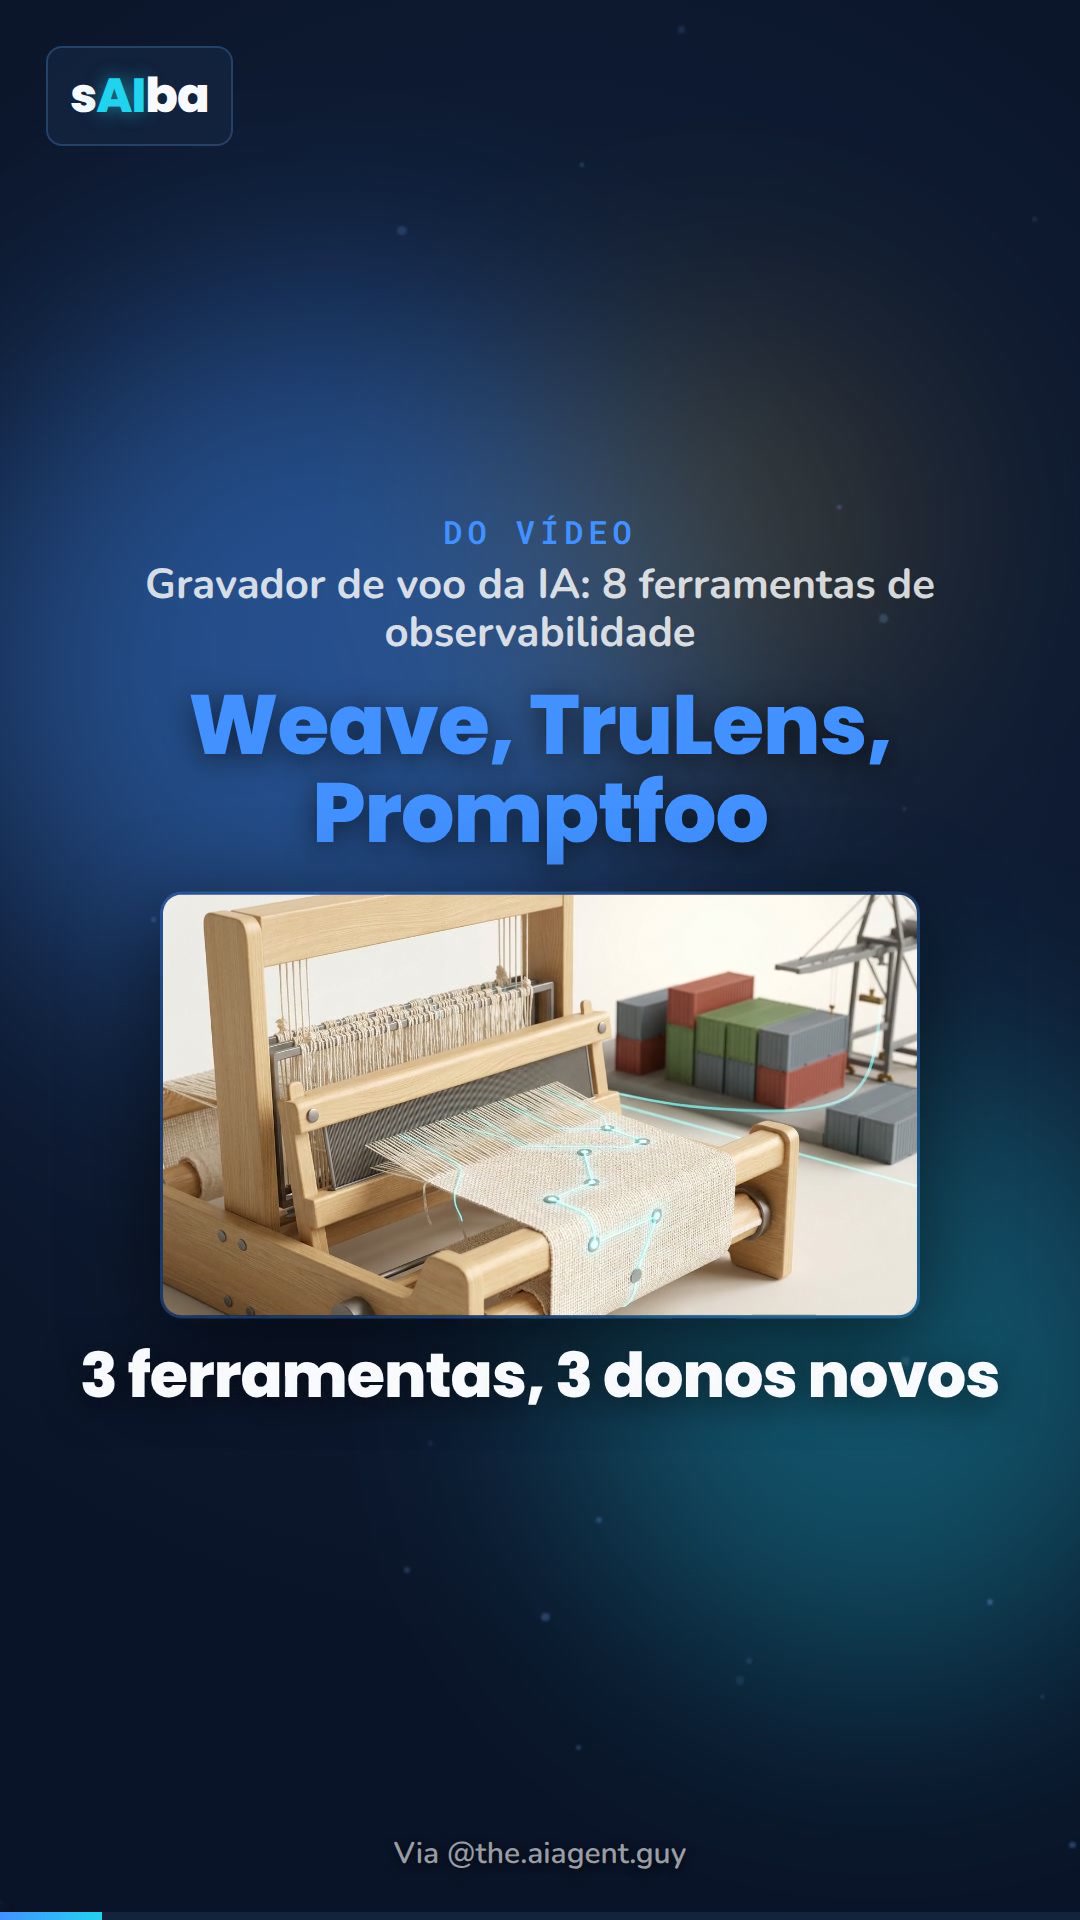 sAIba
DO VÍDEO
Gravador de voo da IA: 8 ferramentas de
observabilidade
Weave, TruLens,
Promptfoo
3 ferramentas, 3 donos novos
Via @the.aiagent.guy